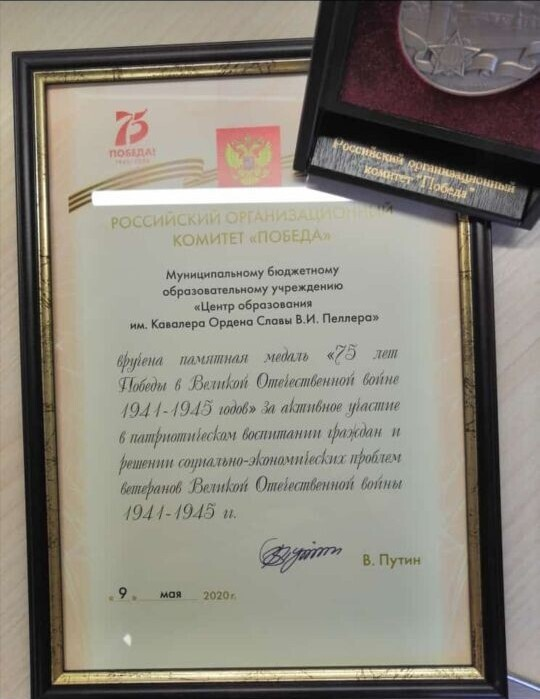 75
ПОБЕДА!
1945-2020
Российский организационный
комитет "Победа"
РОССИЙСКИЙ ОРГАНИЗАЦИОННЫЙ
КОМИТЕТ «ПОБЕДА»
Муниципальному бюджетному
образовательному учреждению
«Центр образования
им. Кавалера Ордена Славы В.И. Пеллера»
вручена памятная медаль «75 лет
Победы в Великой Отечественной войне
1941-1945 годов» за активное участие
в патриотическом воспитании граждан и
решении социально-экономических проблем
ветеранов Великой Отечественной войны
1941-1945 гг.
В. Путин
« 9 » мая 2020 г.